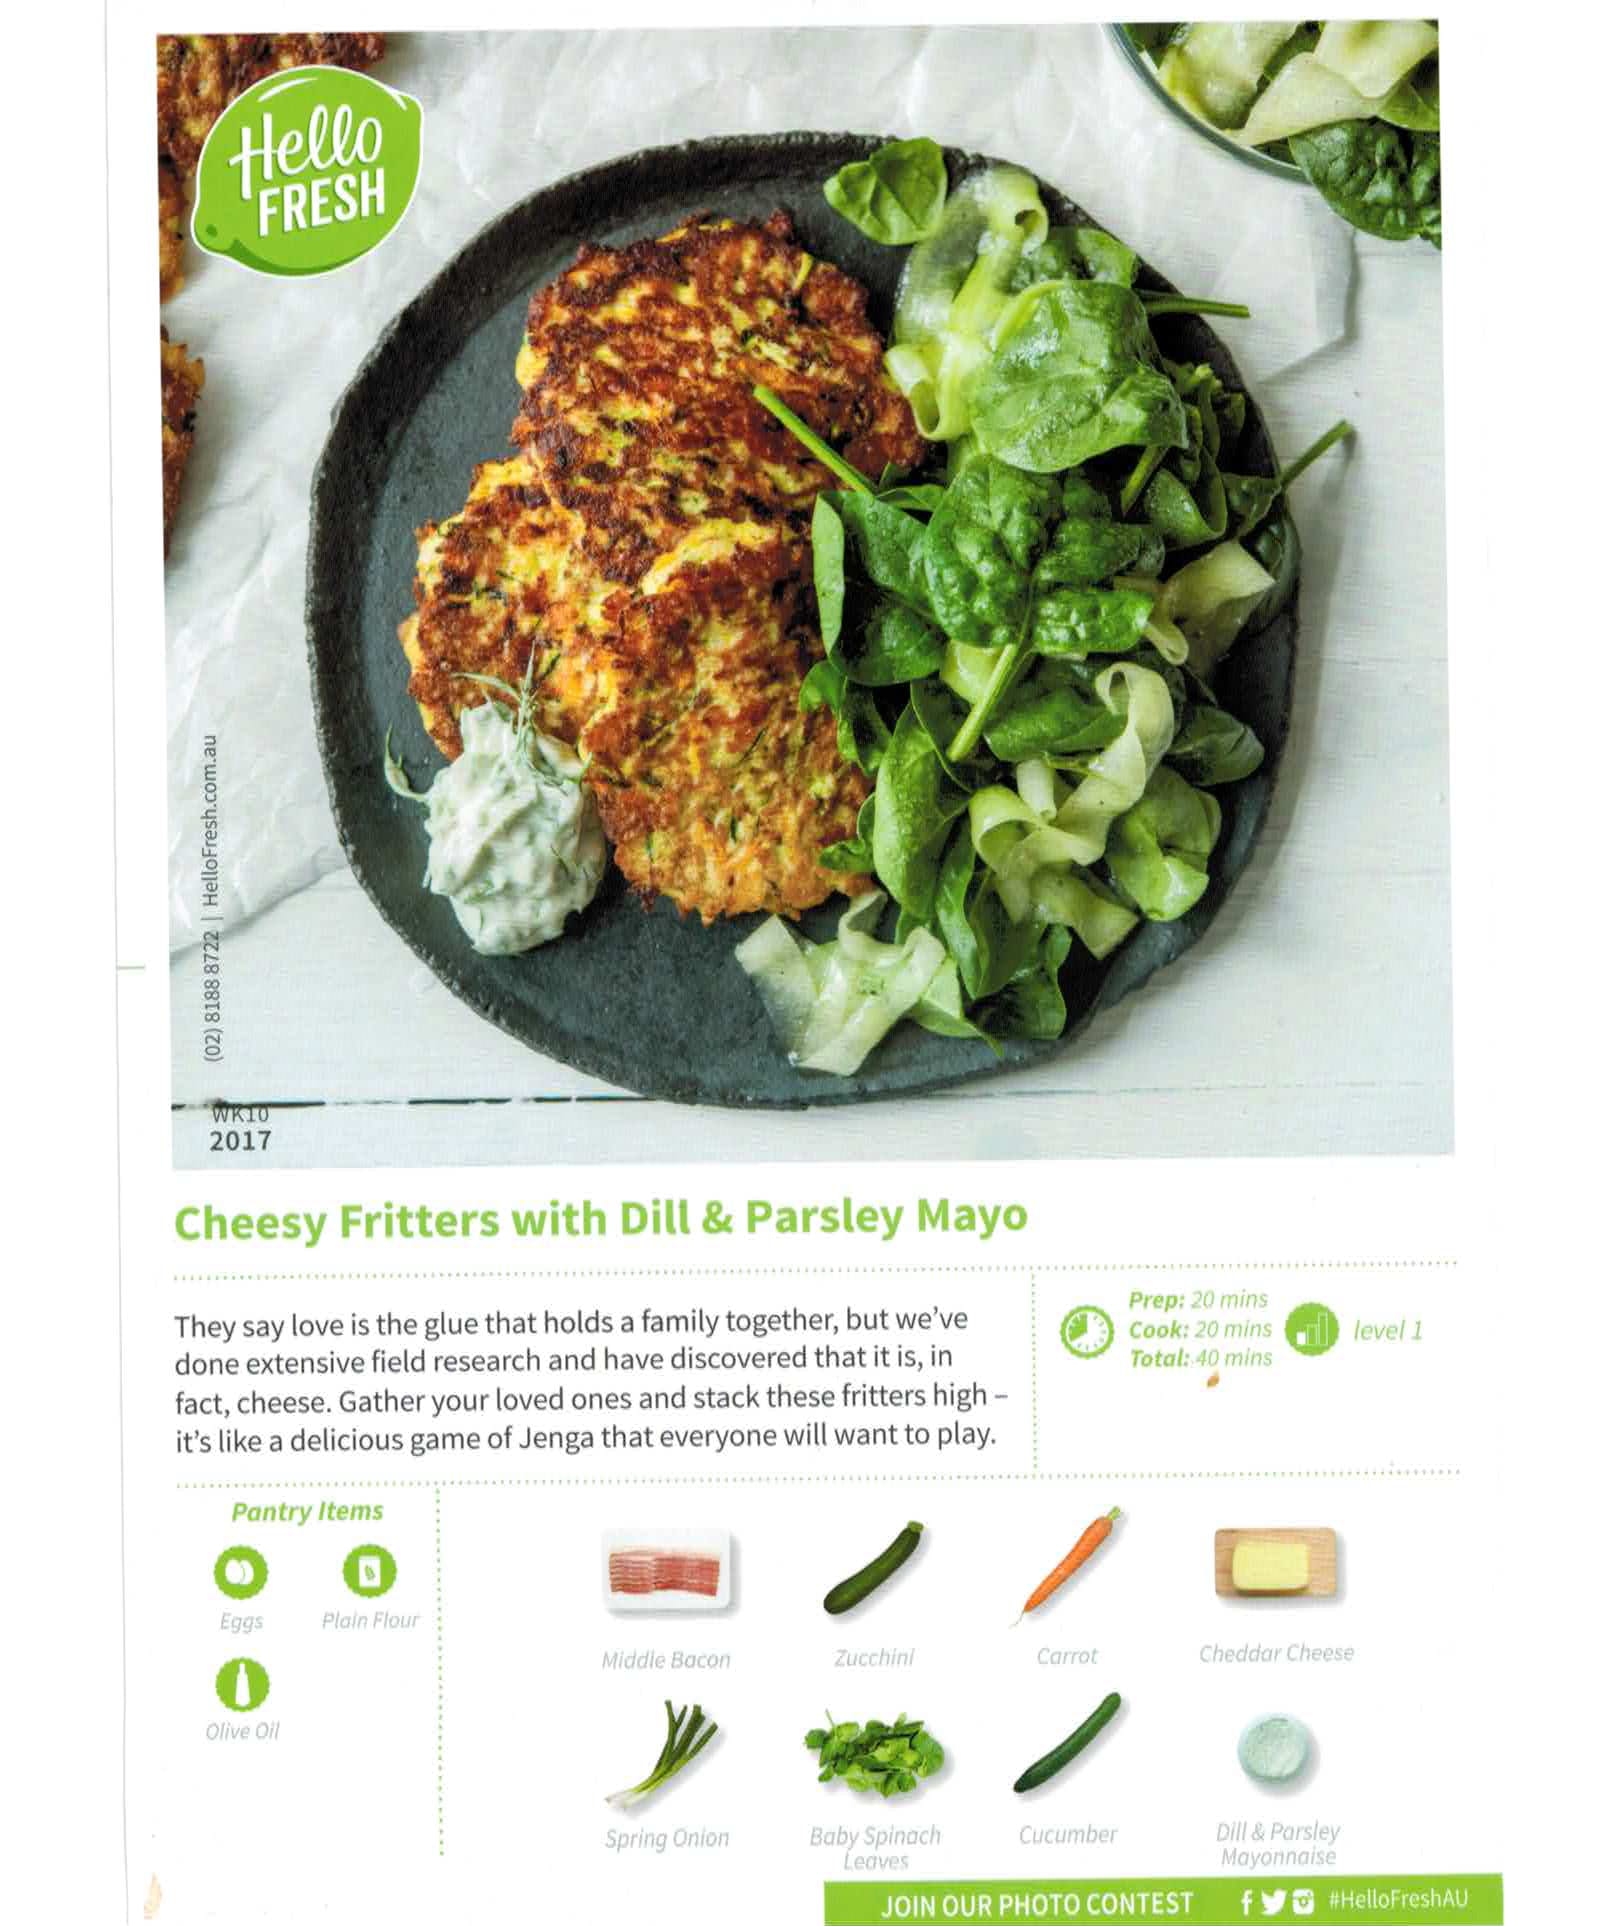 Hello
FRESH
(02) 8188 8722 | HelloFresh.com.au
WK10
2017
Cheesy Fritters with Dill & Parsley Mayo
They say love is the glue that holds a family together, but we've
done extensive field research and have discovered that it is, in
fact, cheese. Gather your loved ones and stack these fritters high –
it's like a delicious game of Jenga that everyone will want to play.
Prep: 20 mins
Cook: 20 mins
Total: 40 mins
level 1
Pantry Items
Eggs
Plain Flour
Olive Oil
Middle Bacon
Zucchini
Carrot
Cheddar Cheese
Spring Onion
Baby Spinach
Leaves
Cucumber
Dill & Parsley
Mayonnaise
JOIN OUR PHOTO CONTEST
#HelloFreshAU